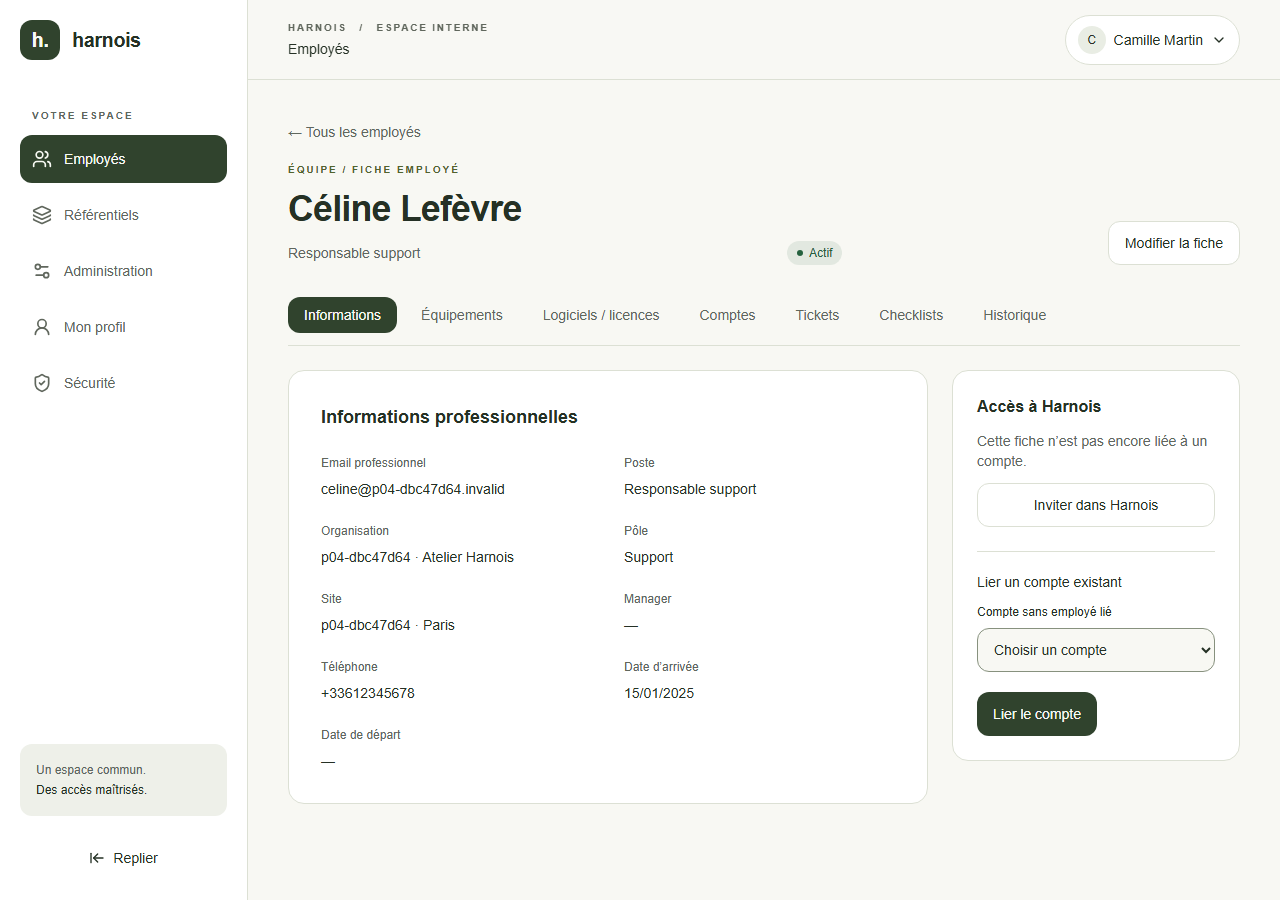 h. harnois
VOTRE ESPACE
Employés
Référentiels
Administration
Mon profil
Sécurité
Un espace commun.
Des accès maîtrisés.
Replier
HARNOIS / ESPACE INTERNE
Employés
C Camille Martin
← Tous les employés
ÉQUIPE / FICHE EMPLOYÉ
Céline Lefèvre
Responsable support
Actif
Modifier la fiche
Informations Équipements Logiciels / licences Comptes Tickets Checklists Historique
Informations professionnelles
Email professionnel
celine@p04-dbc47d64.invalid
Poste
Responsable support
Organisation
p04-dbc47d64 · Atelier Harnois
Pôle
Support
Site
p04-dbc47d64 · Paris
Manager
—
Téléphone
+33612345678
Date d’arrivée
15/01/2025
Date de départ
—
Accès à Harnois
Cette fiche n’est pas encore liée à un
compte.
Inviter dans Harnois
Lier un compte existant
Compte sans employé lié
Choisir un compte
Lier le compte